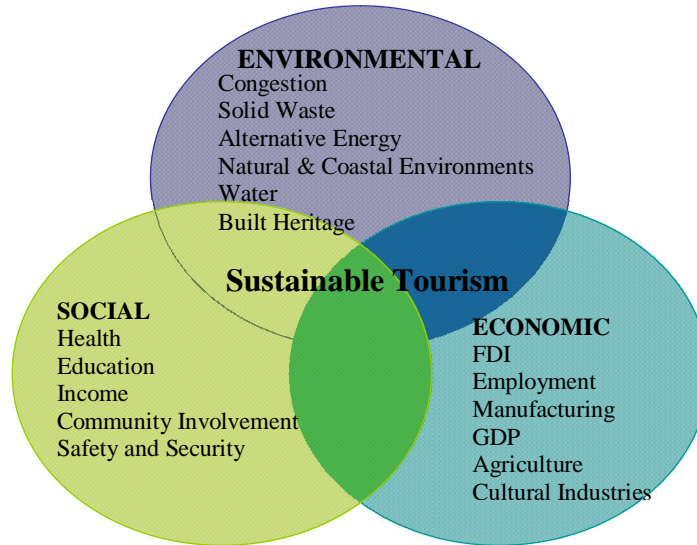 ENVIRONMENTAL
Congestion
Solid Waste
Alternative Energy
Natural & Coastal Environments
Water
Built Heritage
Sustainable Tourism
SOCIAL
Health
Education
Income
Community Involvement
Safety and Security
ECONOMIC
FDI
Employment
Manufacturing
GDP
Agriculture
Cultural Industries